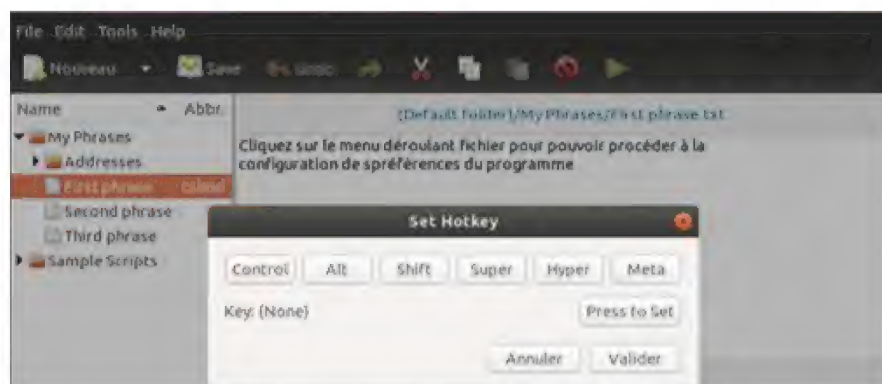 File Edit Tools Help
Nouveau Save Undo
Name Abbr.
[Default folder]/My Phrases/First phrase.txt
My Phrases
Cliquez sur le menu déroulant fichier pour pouvoir procéder à la
configuration de spréférences du programme
Addresses
First phrase
Second phrase
Third phrase
Sample Scripts
Set Hotkey
Control Alt Shift Super Hyper Meta
Key: (None) Press to Set
Annuler Valider